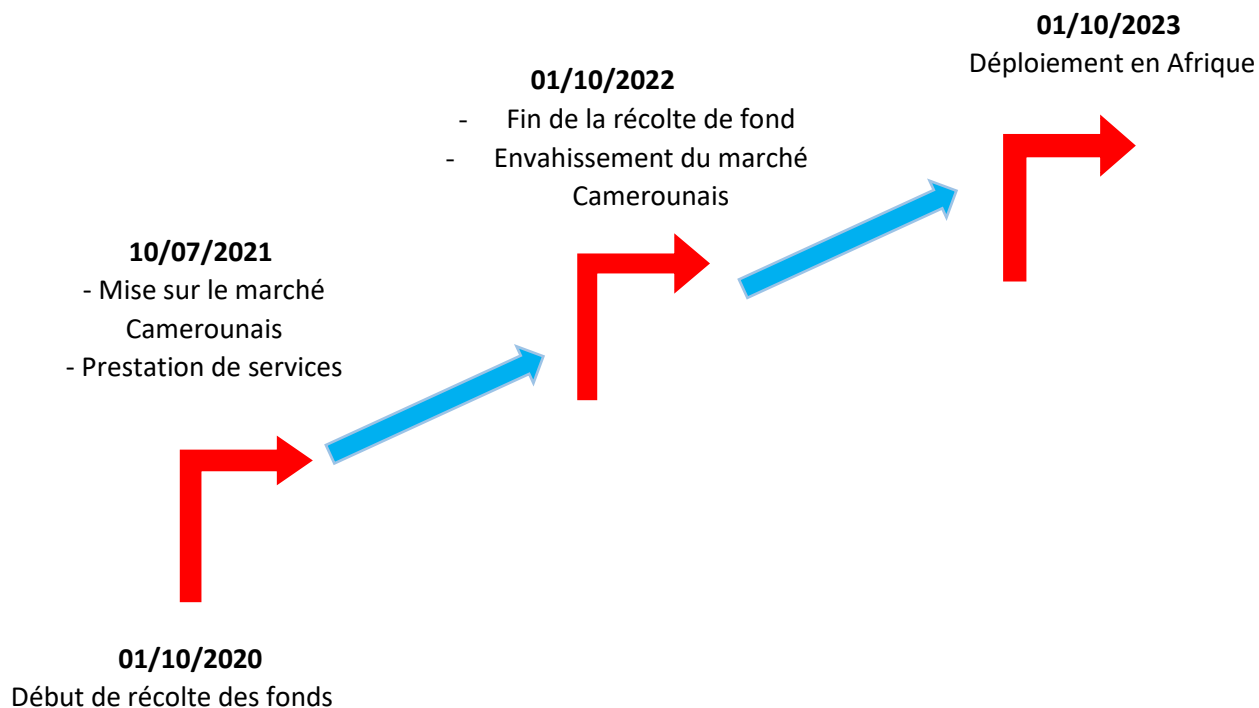 01/10/2023
Déploiement en Afrique
01/10/2022
- Fin de la récolte de fond
- Envahissement du marché
Camerounais
10/07/2021
- Mise sur le marché
Camerounais
- Prestation de services
01/10/2020
Début de récolte des fonds